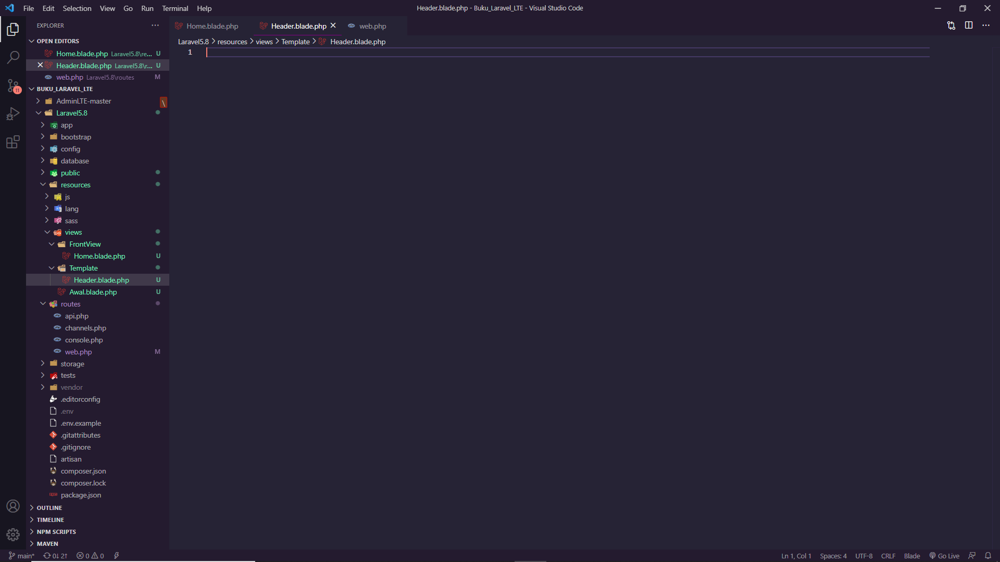 File Edit Selection View Go Run Terminal Help
Header.blade.php - Buku_Laravel_LTE - Visual Studio Code
EXPLORER
Home.blade.php
Header.blade.php
web.php
OPEN EDITORS
Laravel5.8 > resources > views > Template > Header.blade.php
Home.blade.php Laravel5.8\re... U
1
Header.blade.php Laravel5.8\r... U
web.php Laravel5.8\routes M
11
BUKU_LARAVEL_LTE
AdminLTE-master \
Laravel5.8
app
bootstrap
config
database
public
resources
js
lang
sass
views
FrontView
Home.blade.php U
Template
Header.blade.php U
Awal.blade.php U
routes
api.php
channels.php
console.php
web.php M
storage
tests
vendor
.editorconfig
.env
.env.example
.gitattributes
.gitignore
artisan
composer.json
composer.lock
package.json
OUTLINE
TIMELINE
NPM SCRIPTS
MAVEN
main* 0↓ 2↑ 0 0
Ln 1, Col 1 Spaces: 4 UTF-8 CRLF Blade Go Live